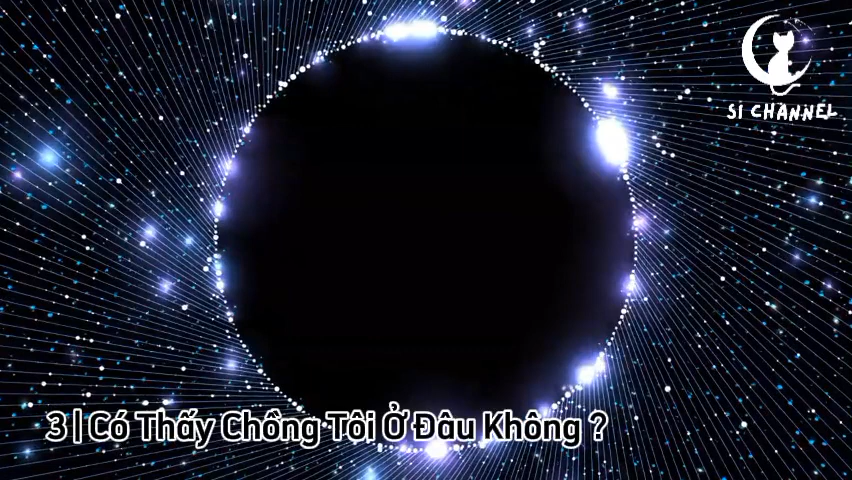 SI CHANNEL
3 | Có Thấy Chồng Tôi Ở Đâu Không ?